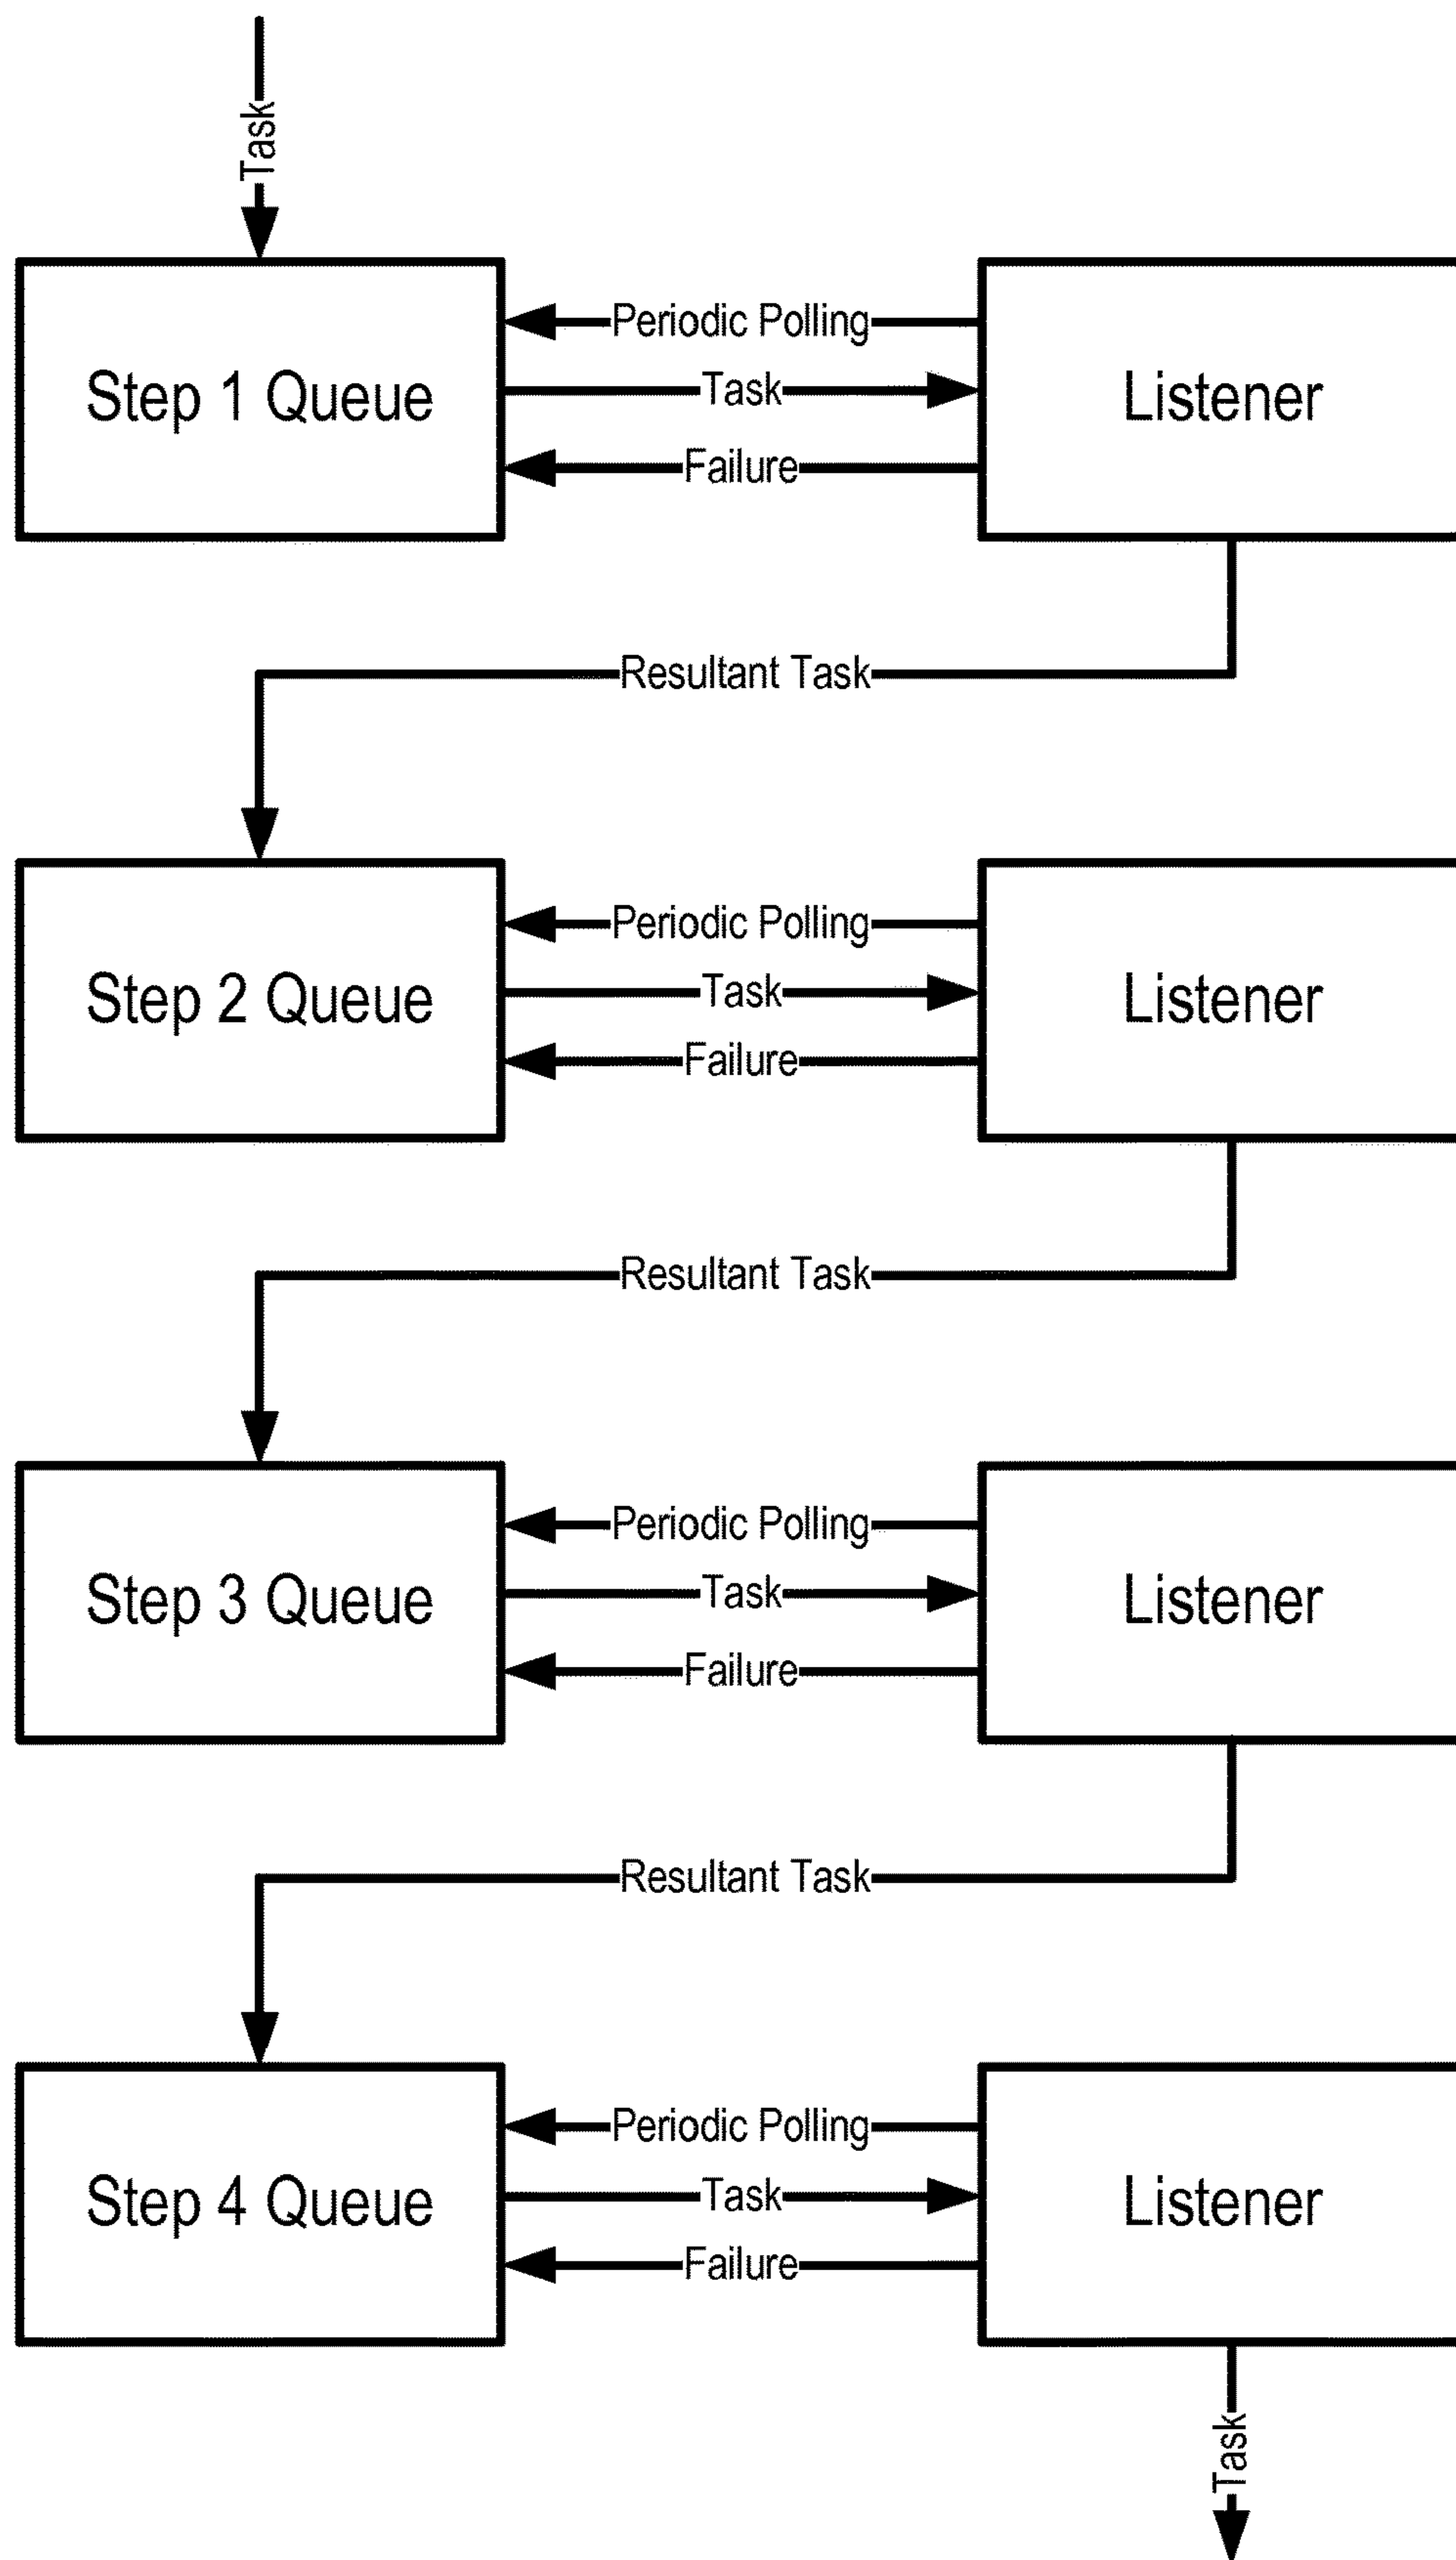 Task
Periodic Polling
Step 1 Queue
Task
Listener
Failure
Resultant Task
Periodic Polling
Step 2 Queue
Task
Listener
Failure
Resultant Task
Periodic Polling
Step 3 Queue
Task
Listener
Failure
Resultant Task
Periodic Polling
Step 4 Queue
Task
Listener
Failure
Task